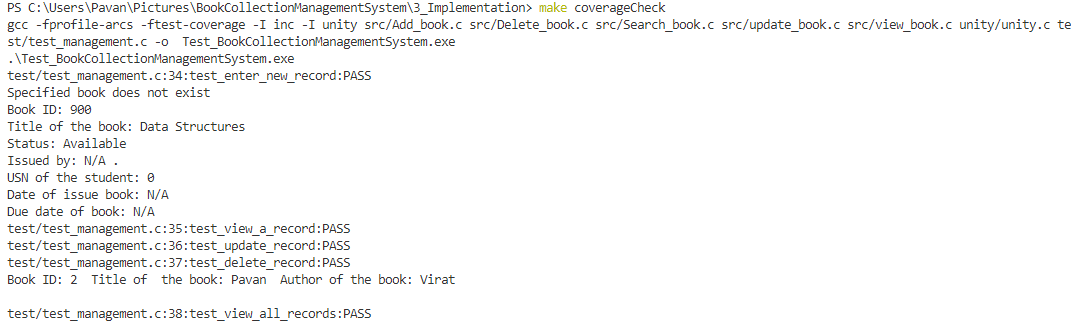 PS C:\Users\Pavan\Pictures\BookCollectionManagementSystem\3_Implementation> make coverageCheck
gcc -fprofile-arcs -ftest-coverage -I inc -I unity src/Add_book.c src/Delete_book.c src/Search_book.c src/update_book.c src/view_book.c unity/unity.c te
st/test_management.c -o  Test_BookCollectionManagementSystem.exe
.\Test_BookCollectionManagementSystem.exe
test/test_management.c:34:test_enter_new_record:PASS
Specified book does not exist
Book ID: 900
Title of the book: Data Structures
Status: Available
Issued by: N/A .
USN of the student: 0
Date of issue book: N/A
Due date of book: N/A
test/test_management.c:35:test_view_a_record:PASS
test/test_management.c:36:test_update_record:PASS
test/test_management.c:37:test_delete_record:PASS
Book ID: 2  Title of  the book: Pavan  Author of the book: Virat
test/test_management.c:38:test_view_all_records:PASS